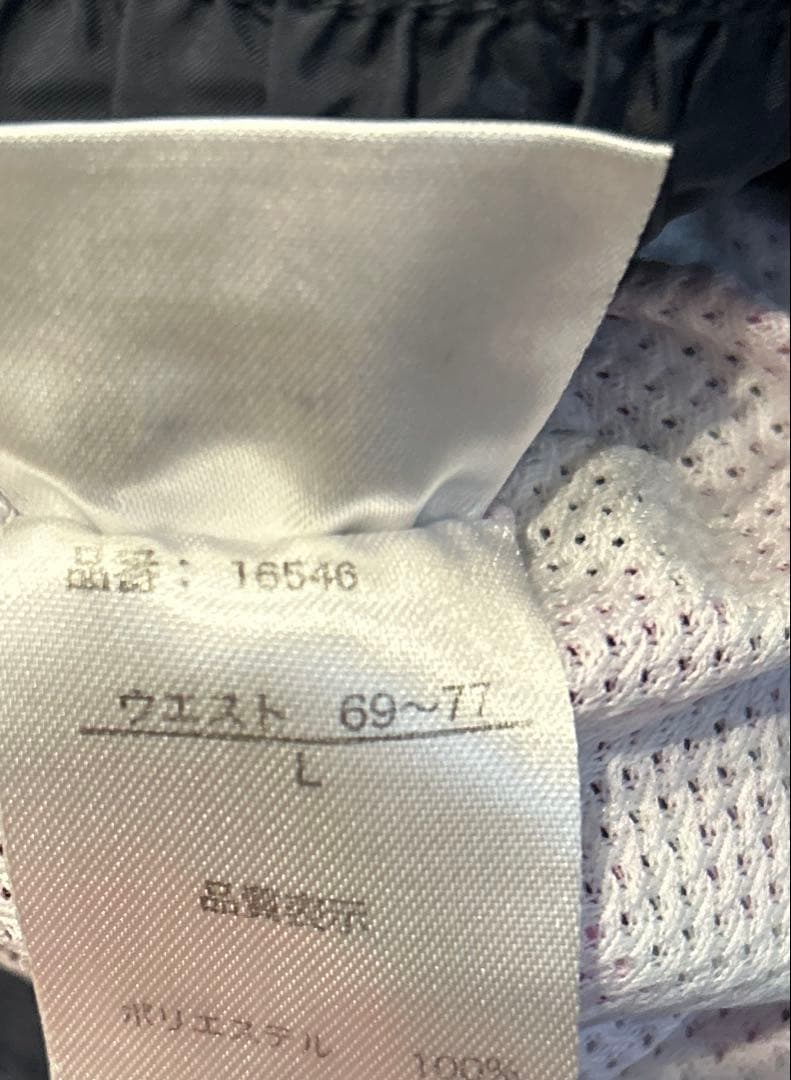 品番： 16546
ウエスト 69〜77
L
品質表示
ポリエステル 100%